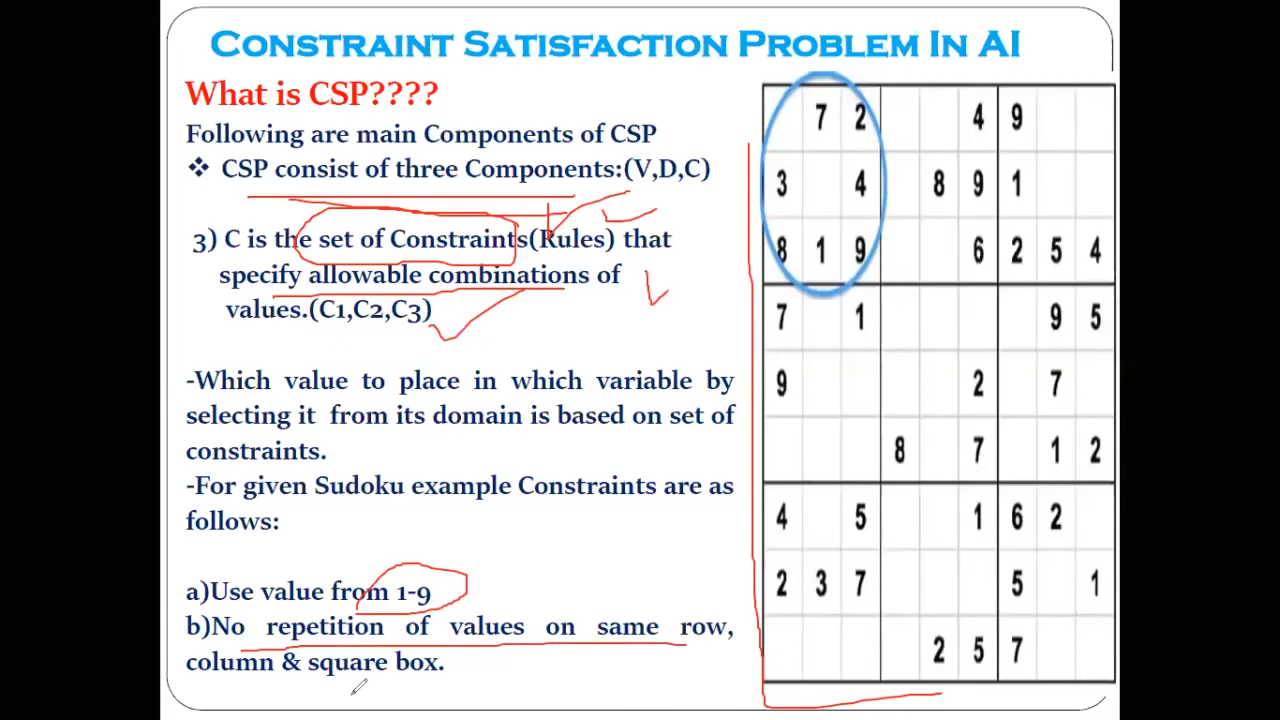 CONSTRAINT SATISFACTION PROBLEM IN AI
What is CSP????
Following are main Components of CSP
❖ CSP consist of three Components:(V,D,C)
3) C is the set of Constraints(Rules) that
specify allowable combinations of
values.(C1,C2,C3)
-Which value to place in which variable by
selecting it from its domain is based on set of
constraints.
-For given Sudoku example Constraints are as
follows:
a)Use value from 1-9
b)No repetition of values on same row,
column & square box.
7 2 4 9
3 4 8 9 1
8 1 9 6 2 5 4
7 1 9 5
9 2 7
8 7 1 2
4 5 1 6 2
2 3 7 5 1
2 5 7